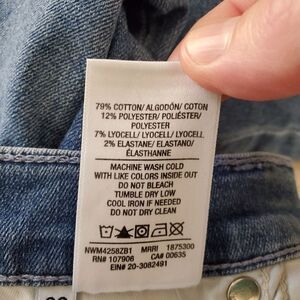 79% COTTON/ ALGODÓN/ COTON
12% POLYESTER/ POLIÉSTER/
POLYESTER
7% LYOCELL/ LYOCELL/ LYOCELL
2% ELASTANE/ ELASTANO/
ÉLASTHANNE
MACHINE WASH COLD
WITH LIKE COLORS INSIDE OUT
DO NOT BLEACH
TUMBLE DRY LOW
COOL IRON IF NEEDED
DO NOT DRY CLEAN
NWM4258ZB1 MRRI 1875300
RN# 107906 CA# 00635
EIN# 20-3082491